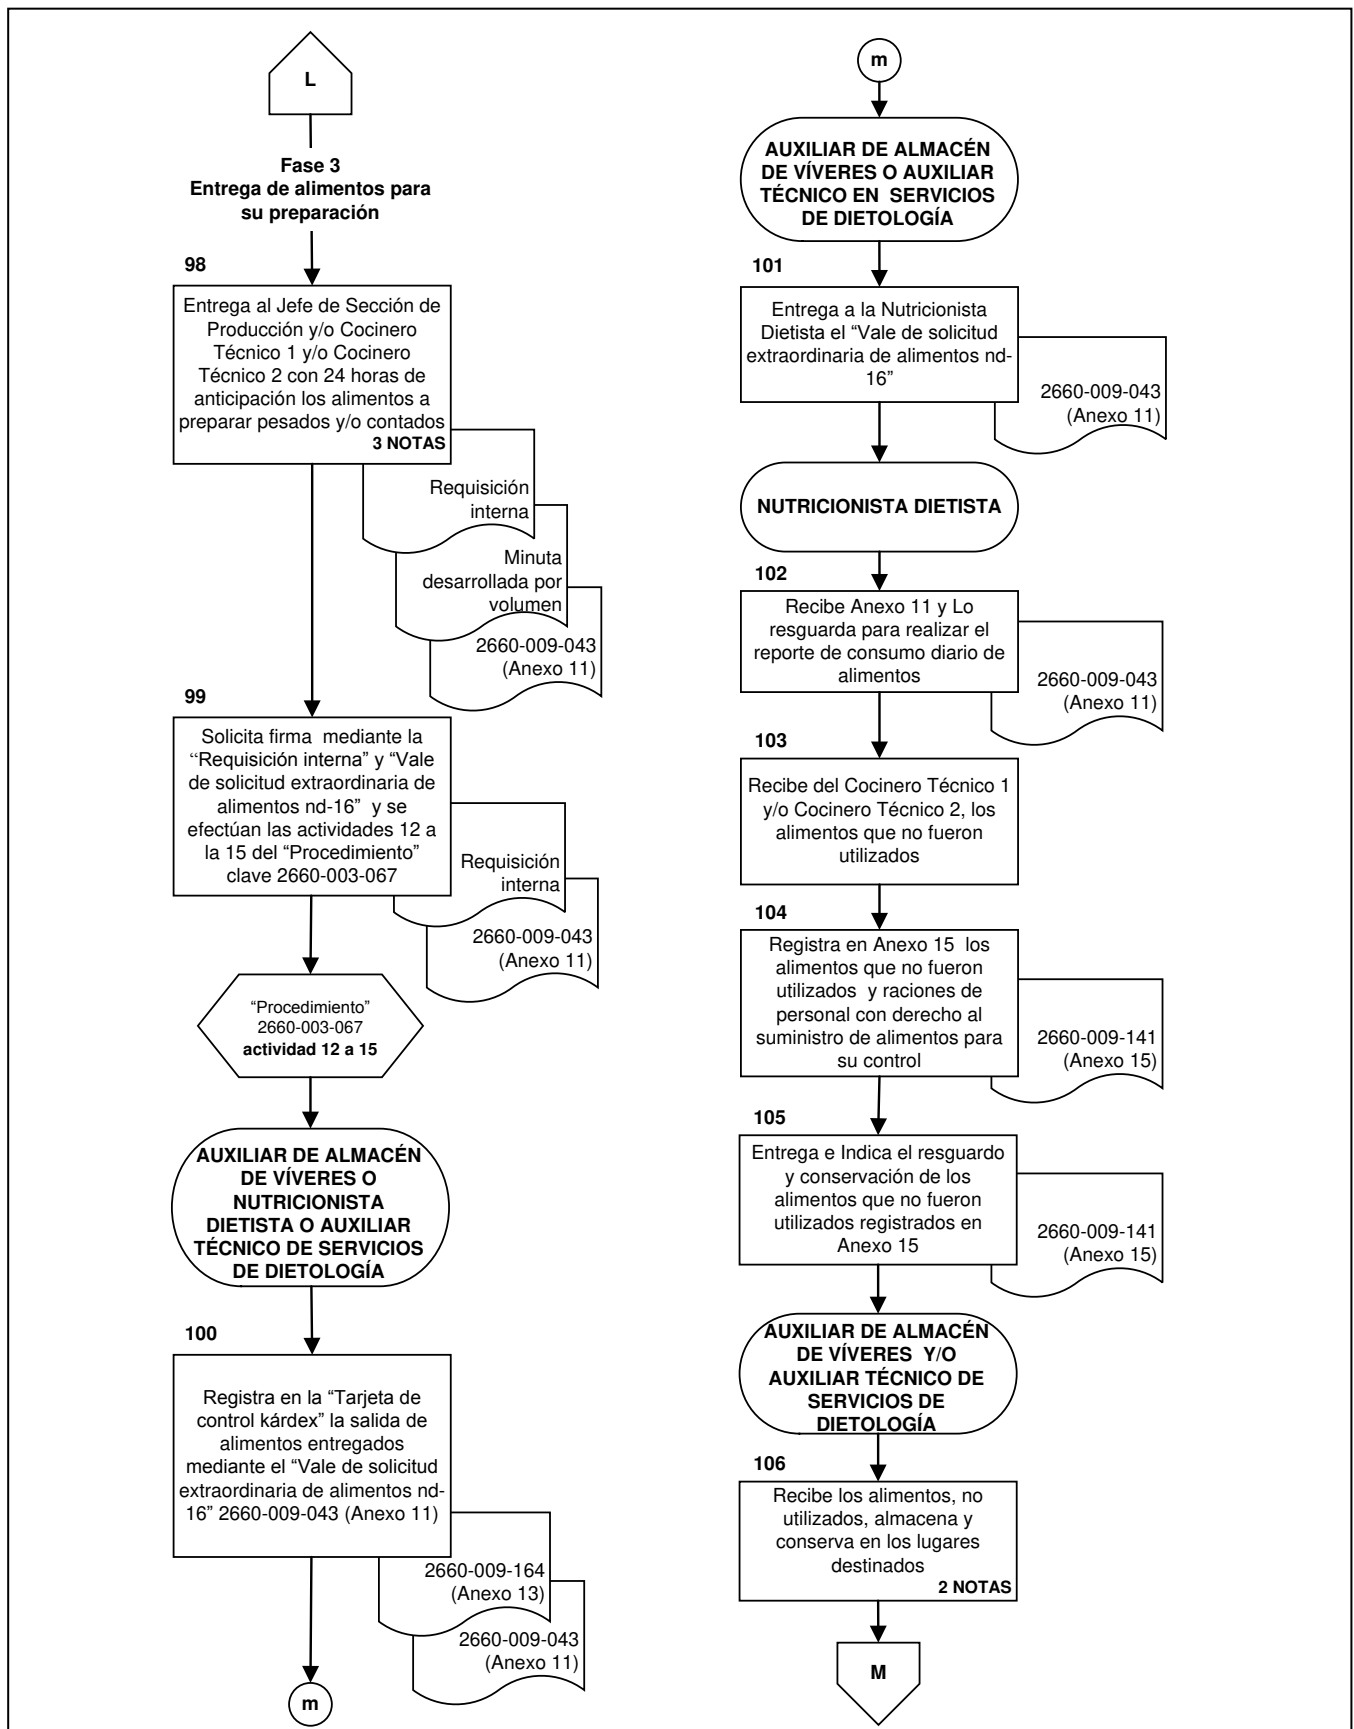 L
Fase 3
Entrega de alimentos para
su preparación
98
Entrega al Jefe de Sección de
Producción y/o Cocinero
Técnico 1 y/o Cocinero
Técnico 2 con 24 horas de
anticipación los alimentos a
preparar pesados y/o contados
3 NOTAS
Requisición
interna
Minuta
desarrollada por
volumen
2660-009-043
(Anexo 11)
99
Solicita firma  mediante la
“Requisición interna” y “Vale
de solicitud extraordinaria de
alimentos nd-16”  y se
efectúan las actividades 12 a
la 15 del “Procedimiento”
clave 2660-003-067
Requisición
interna
2660-009-043
(Anexo 11)
“Procedimiento”
2660-003-067
actividad 12 a 15
AUXILIAR DE ALMACÉN
DE VÍVERES O
NUTRICIONISTA
DIETISTA O AUXILIAR
TÉCNICO DE SERVICIOS
DE DIETOLOGÍA
100
Registra en la “Tarjeta de
control kárdex” la salida de
alimentos entregados
mediante el “Vale de solicitud
extraordinaria de alimentos nd-
16” 2660-009-043 (Anexo 11)
2660-009-164
(Anexo 13)
2660-009-043
(Anexo 11)
m
m
AUXILIAR DE ALMACÉN
DE VÍVERES O AUXILIAR
TÉCNICO EN  SERVICIOS
DE DIETOLOGÍA
101
Entrega a la Nutricionista
Dietista el “Vale de solicitud
extraordinaria de alimentos nd-
16”
2660-009-043
(Anexo 11)
NUTRICIONISTA DIETISTA
102
Recibe Anexo 11 y Lo
resguarda para realizar el
reporte de consumo diario de
alimentos
2660-009-043
(Anexo 11)
103
Recibe del Cocinero Técnico 1
y/o Cocinero Técnico 2, los
alimentos que no fueron
utilizados
104
Registra en Anexo 15  los
alimentos que no fueron
utilizados  y raciones de
personal con derecho al
suministro de alimentos para
su control
2660-009-141
(Anexo 15)
105
Entrega e Indica el resguardo
y conservación de los
alimentos que no fueron
utilizados registrados en
Anexo 15
2660-009-141
(Anexo 15)
AUXILIAR DE ALMACÉN
DE VÍVERES  Y/O
AUXILIAR TÉCNICO DE
SERVICIOS DE
DIETOLOGÍA
106
Recibe los alimentos, no
utilizados, almacena y
conserva en los lugares
destinados
2 NOTAS
M